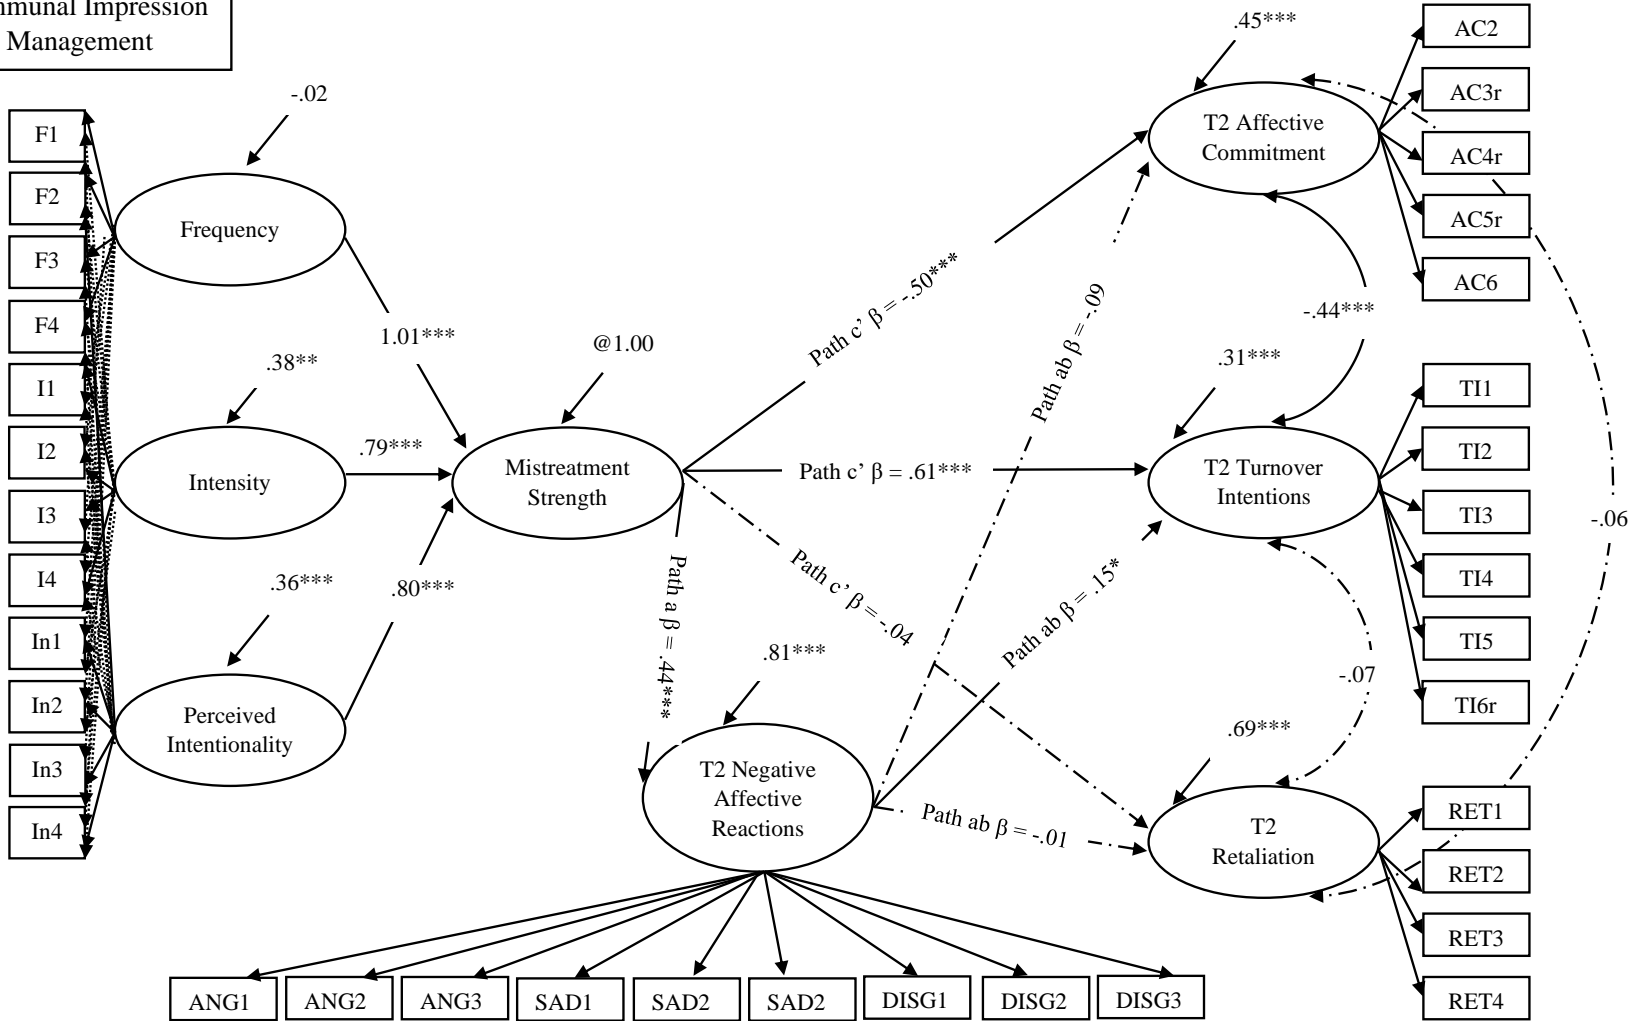 mmunal Impression
Management
F1
F2
F3
F4
I1
I2
I3
I4
In1
In2
In3
In4
-.02
Frequency
1.01***
.38**
Intensity
.79***
.36***
Perceived
Intentionality
.80***
@1.00
Mistreatment
Strength
Path c’ β = -.50***
Path c’ β = .61***
Path c’ β = -.04
Path a β = .44***
Path ab β = -.09
Path ab β = .15*
Path ab β = -.01
.81***
T2 Negative
Affective
Reactions
ANG1
ANG2
ANG3
SAD1
SAD2
SAD2
DISG1
DISG2
DISG3
.45***
T2 Affective
Commitment
-.44***
.31***
T2 Turnover
Intentions
-.07
.69***
T2
Retaliation
-.06
AC2
AC3r
AC4r
AC5r
AC6
TI1
TI2
TI3
TI4
TI5
TI6r
RET1
RET2
RET3
RET4